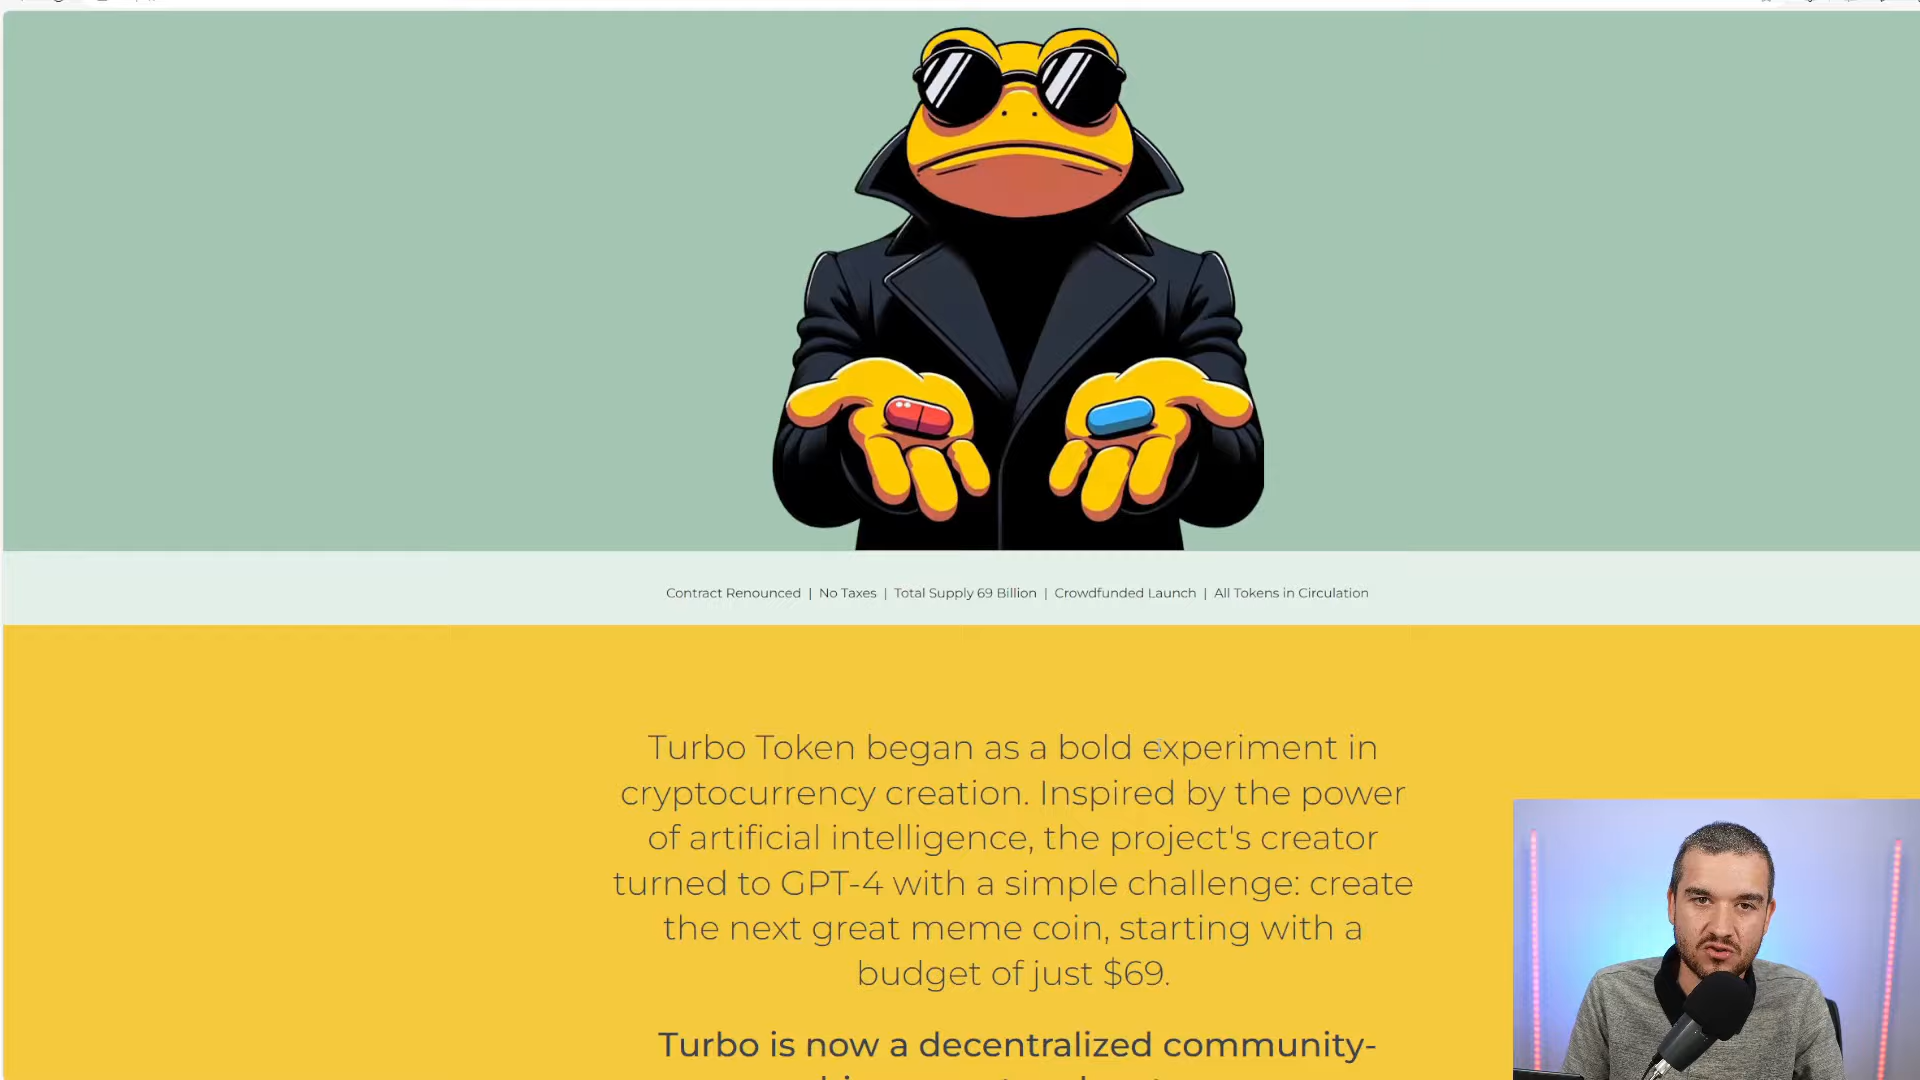 Contract Renounced | No Taxes | Total Supply 69 Billion | Crowdfunded Launch | All Tokens in Circulation
Turbo Token began as a bold experiment in
cryptocurrency creation. Inspired by the power
of artificial intelligence, the project's creator
turned to GPT-4 with a simple challenge: create
the next great meme coin, starting with a
budget of just $69.
Turbo is now a decentralized community-